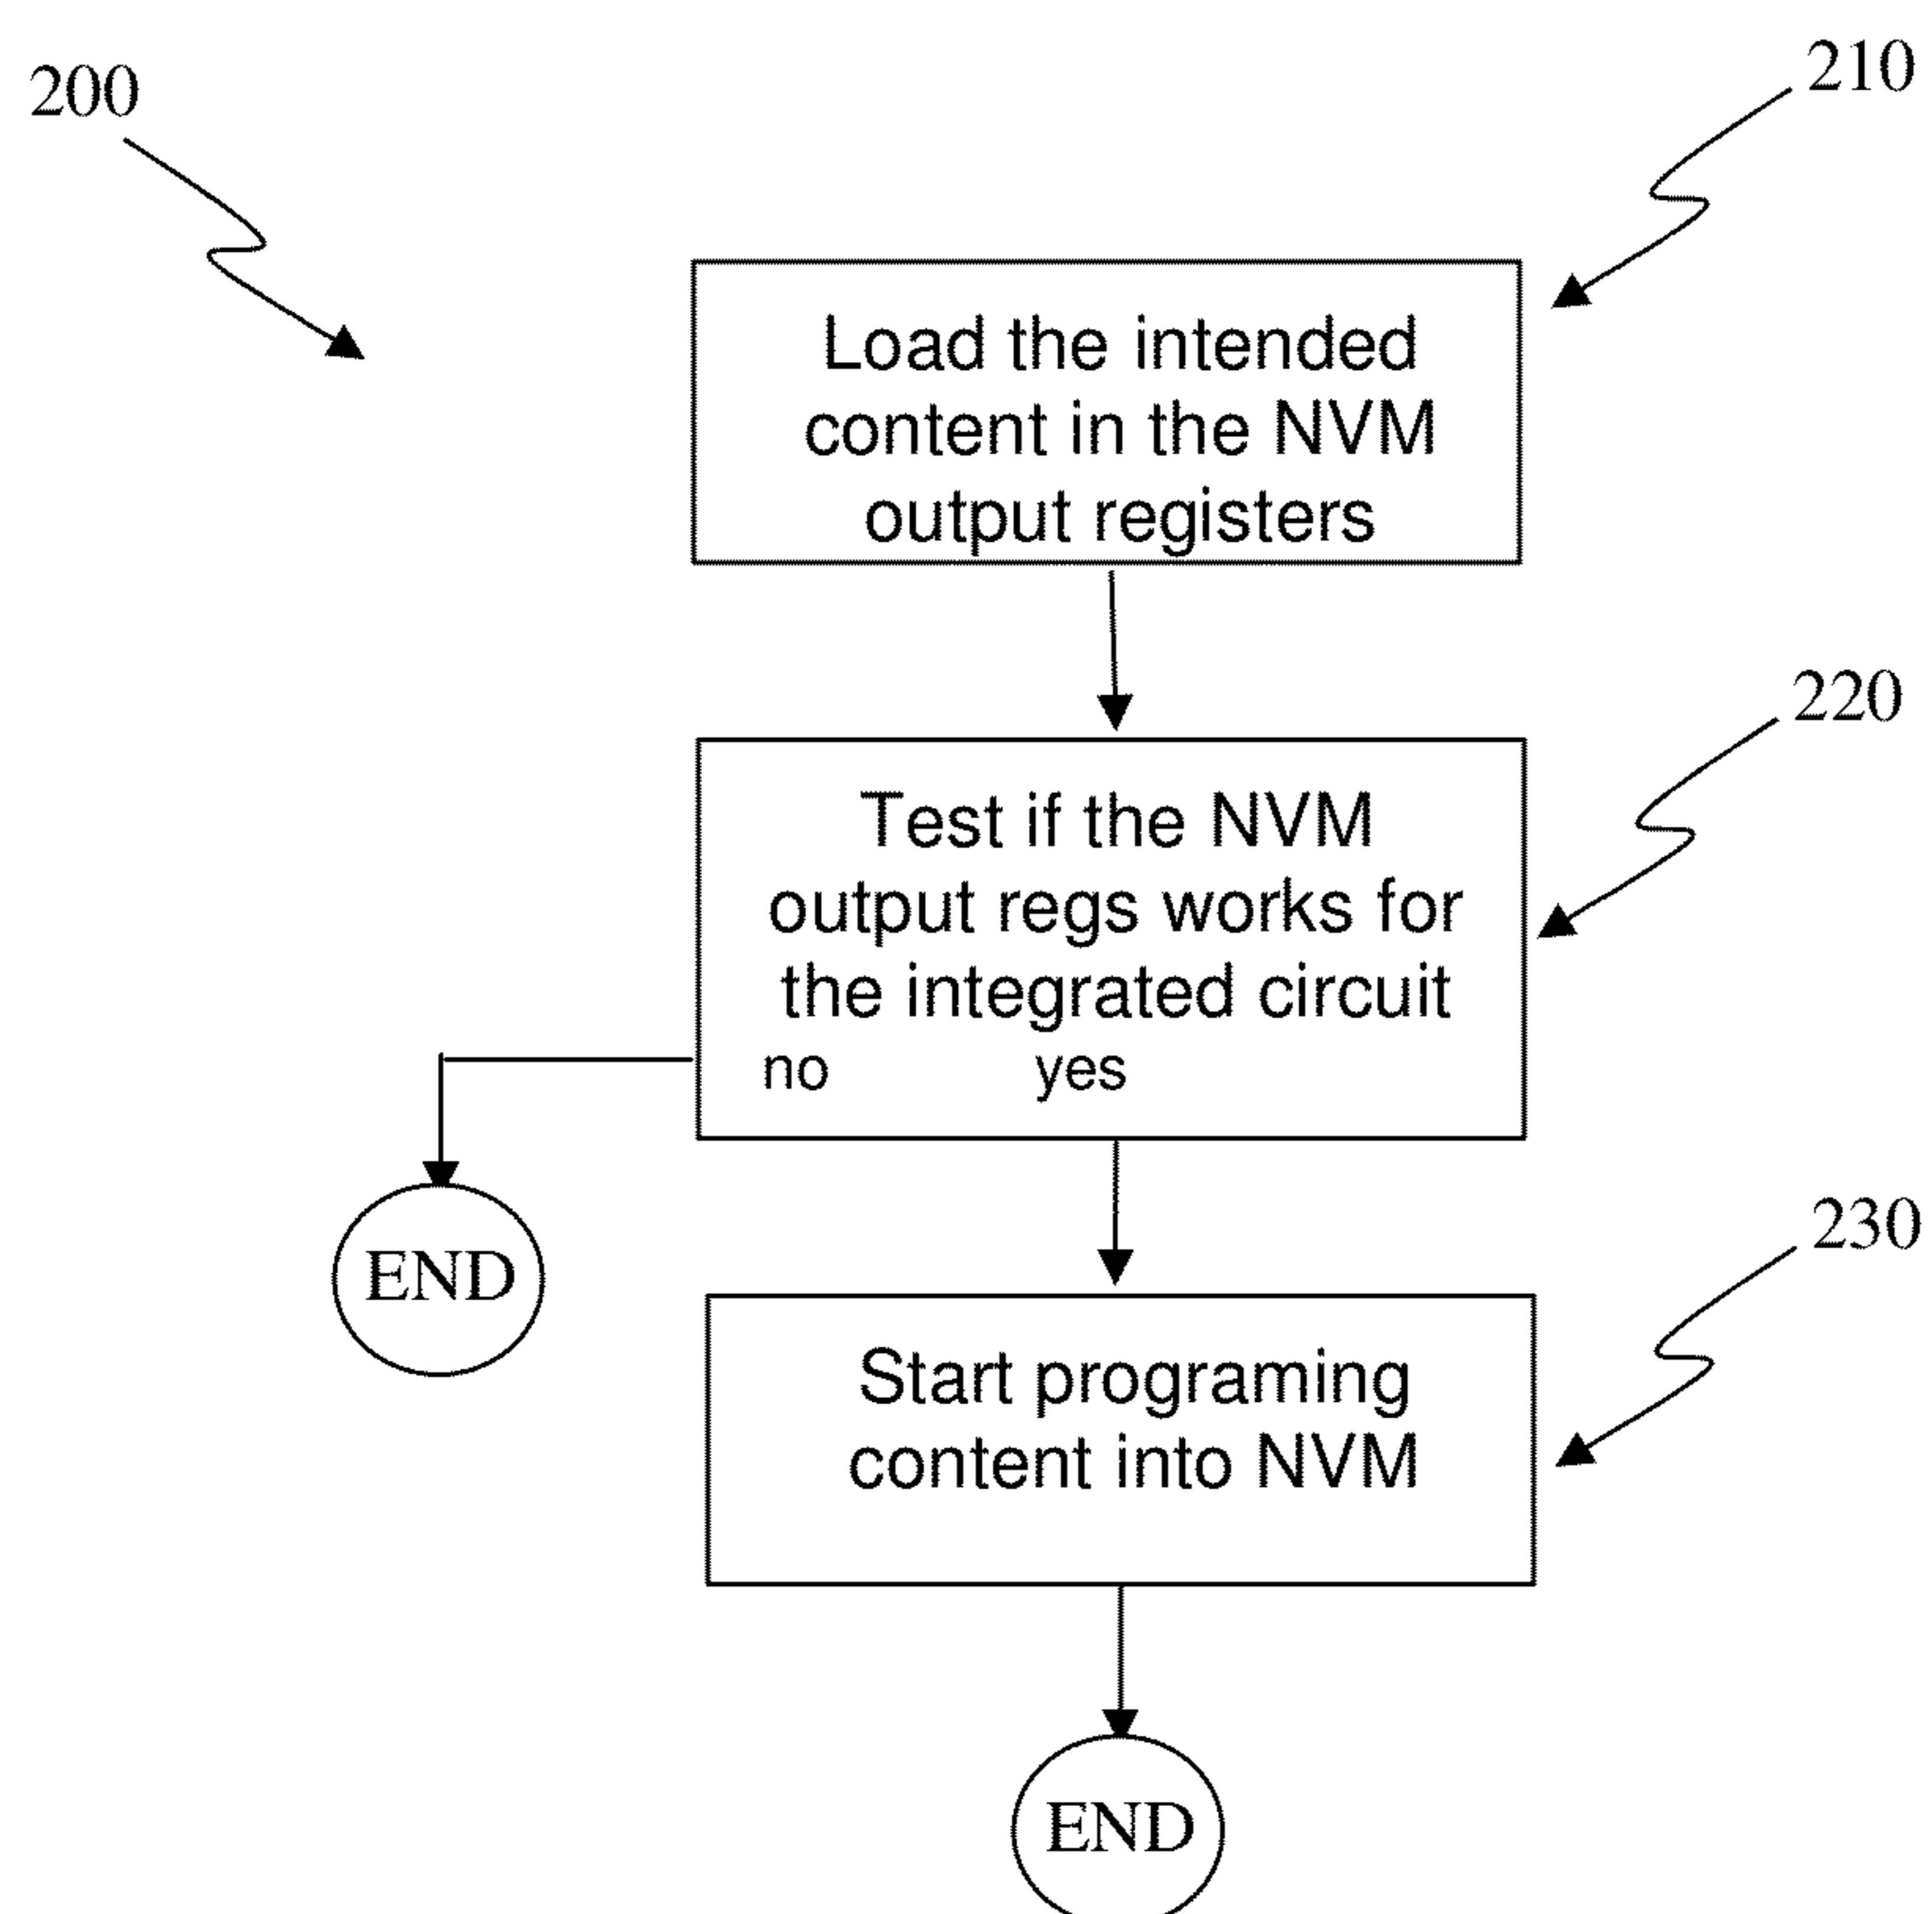 200
210
Load the intended
content in the NVM
output registers
220
Test if the NVM
output regs works for
the integrated circuit
no yes
END
230
Start programing
content into NVM
END